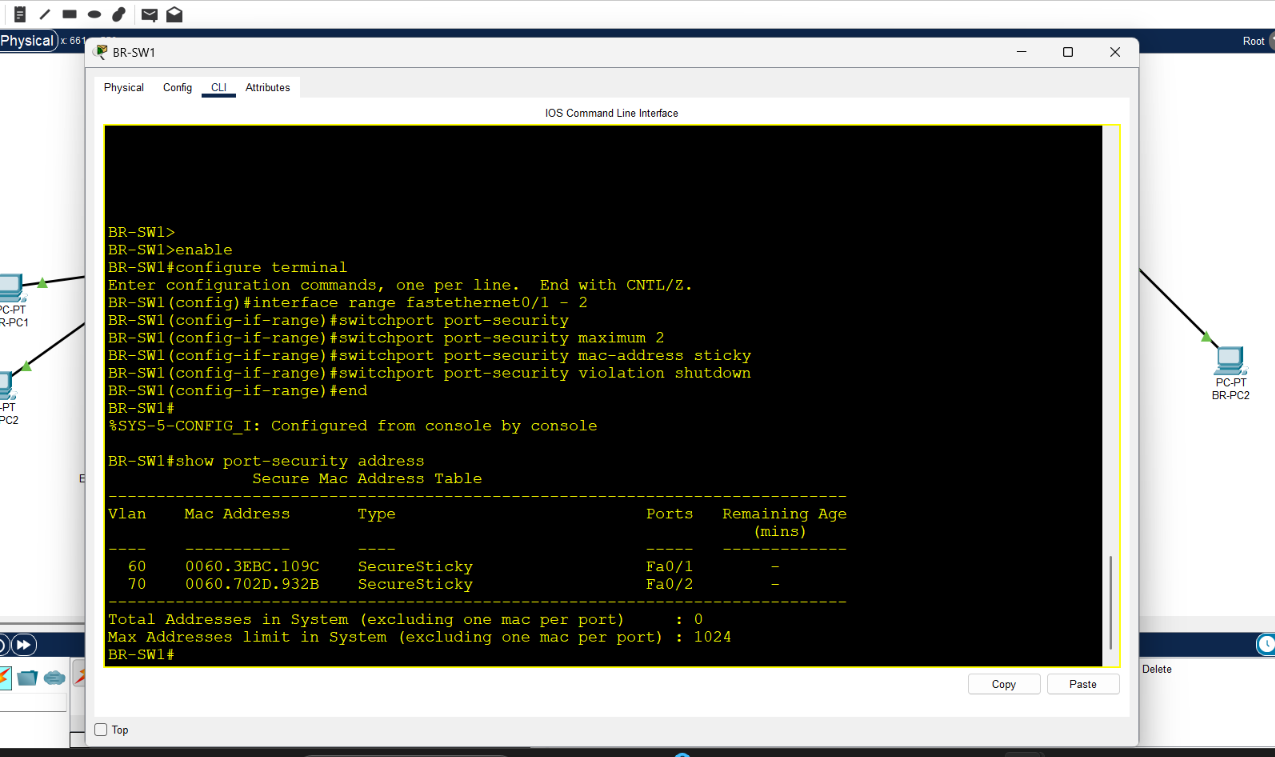 Physical x: 661
Root
BR-SW1
Physical Config CLI Attributes
IOS Command Line Interface
BR-SW1>
BR-SW1>enable
BR-SW1#configure terminal
Enter configuration commands, one per line.  End with CNTL/Z.
BR-SW1(config)#interface range fastethernet0/1 - 2
BR-SW1(config-if-range)#switchport port-security
BR-SW1(config-if-range)#switchport port-security maximum 2
BR-SW1(config-if-range)#switchport port-security mac-address sticky
BR-SW1(config-if-range)#switchport port-security violation shutdown
BR-SW1(config-if-range)#end
BR-SW1#
%SYS-5-CONFIG_I: Configured from console by console
BR-SW1#show port-security address
Secure Mac Address Table
--------------------------------------------------------------------------------
Vlan Mac Address Type Ports Remaining Age
(mins)
---- ----------- ---- ----- -------------
60 0060.3EBC.109C SecureSticky Fa0/1 -
70 0060.702D.932B SecureSticky Fa0/2 -
--------------------------------------------------------------------------------
Total Addresses in System (excluding one mac per port) : 0
Max Addresses limit in System (excluding one mac per port) : 1024
BR-SW1#
Copy Paste
Top
PC-PT
R-PC1
-PT
PC2
PC-PT
BR-PC2
Delete